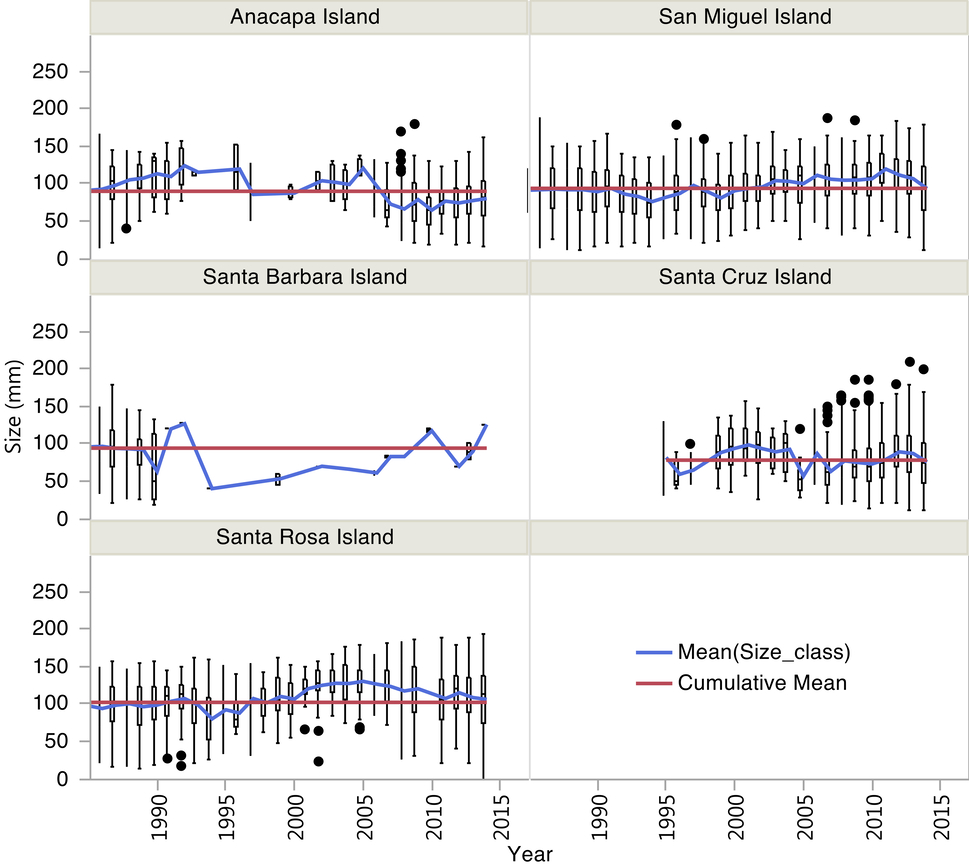 Anacapa Island
San Miguel Island
250
200
150
100
50
0
Santa Barbara Island
Santa Cruz Island
250
200
150
100
50
0
Size (mm)
Santa Rosa Island
250
200
150
100
50
0
Mean(Size_class)
Cumulative Mean
1990 1995 2000 2005 2010 2015
1990 1995 2000 2005 2010 2015
Year